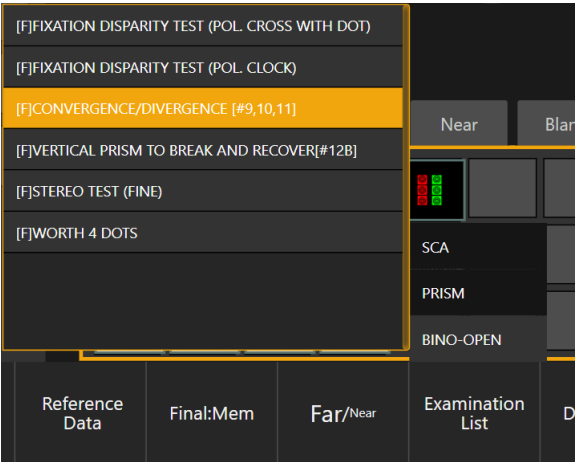 [F]FIXATION DISPARITY TEST (POL. CROSS WITH DOT)
[F]FIXATION DISPARITY TEST (POL. CLOCK)
[F]CONVERGENCE/DIVERGENCE [#9,10,11]
[F]VERTICAL PRISM TO BREAK AND RECOVER[#12B]
[F]STEREO TEST (FINE)
[F]WORTH 4 DOTS
Near
SCA
PRISM
BINO-OPEN
Reference
Data
Final:Mem
Far/Near
Examination
List